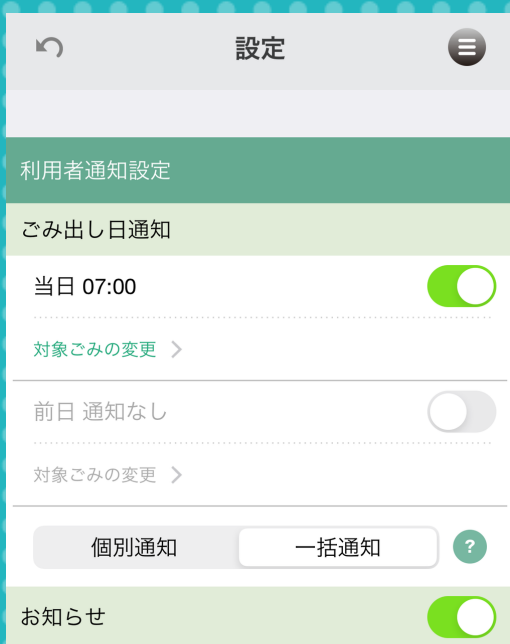 設定
利用者通知設定
ごみ出し日通知
当日 07:00
対象ごみの変更
前日 通知なし
対象ごみの変更
個別通知 一括通知 ?
お知らせ